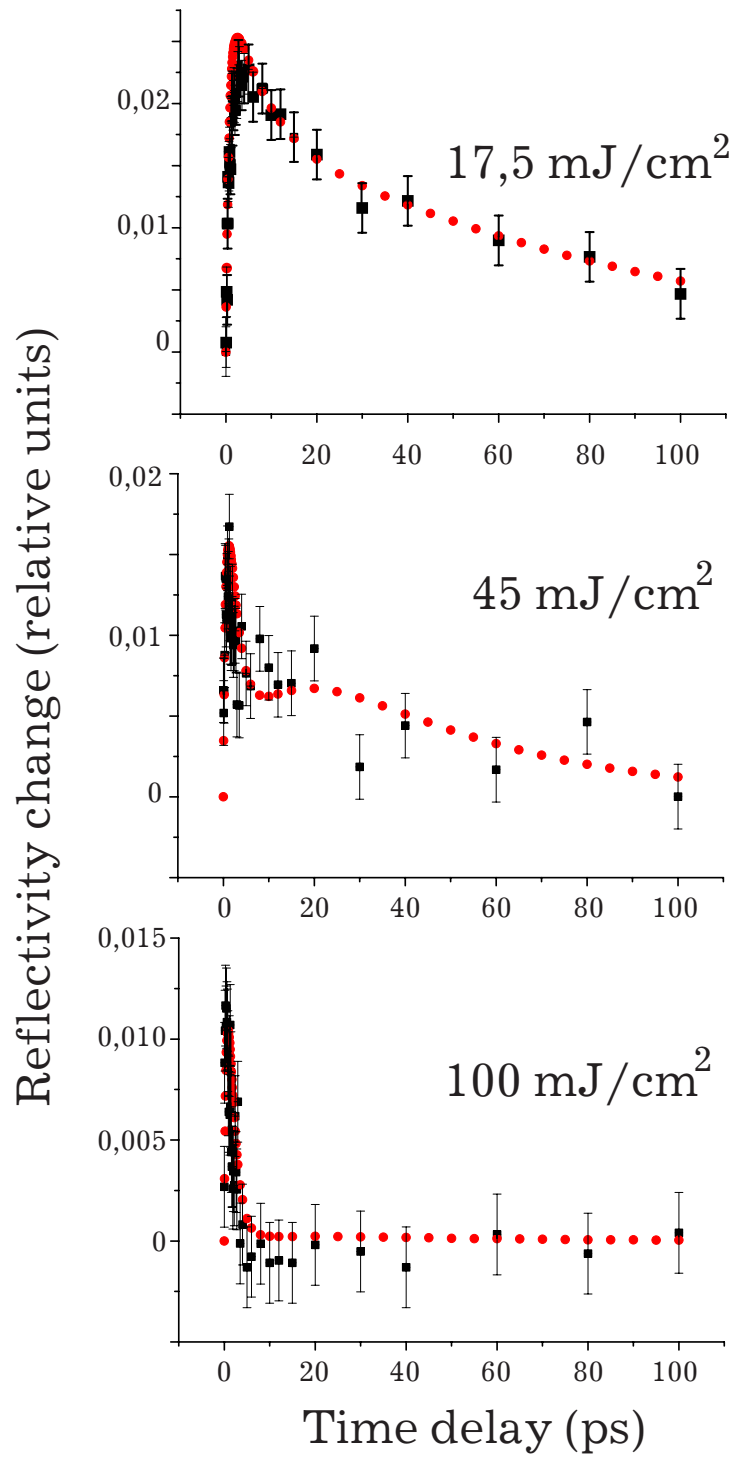 Reflectivity change (relative units)
0,02
0,01
0
17,5 mJ/cm²
0 20 40 60 80 100
0,02
0,01
0
45 mJ/cm²
0 20 40 60 80 100
0,015
0,010
0,005
0
100 mJ/cm²
0 20 40 60 80 100
Time delay (ps)